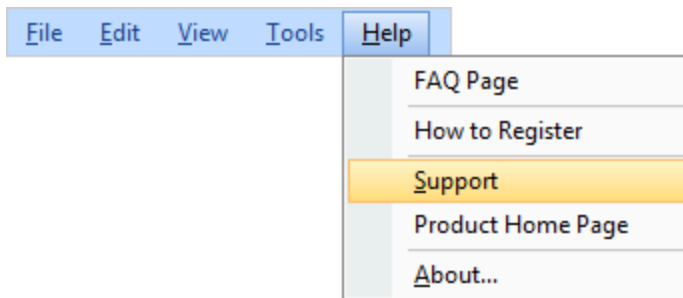 File Edit View Tools Help
FAQ Page
How to Register
Support
Product Home Page
About...